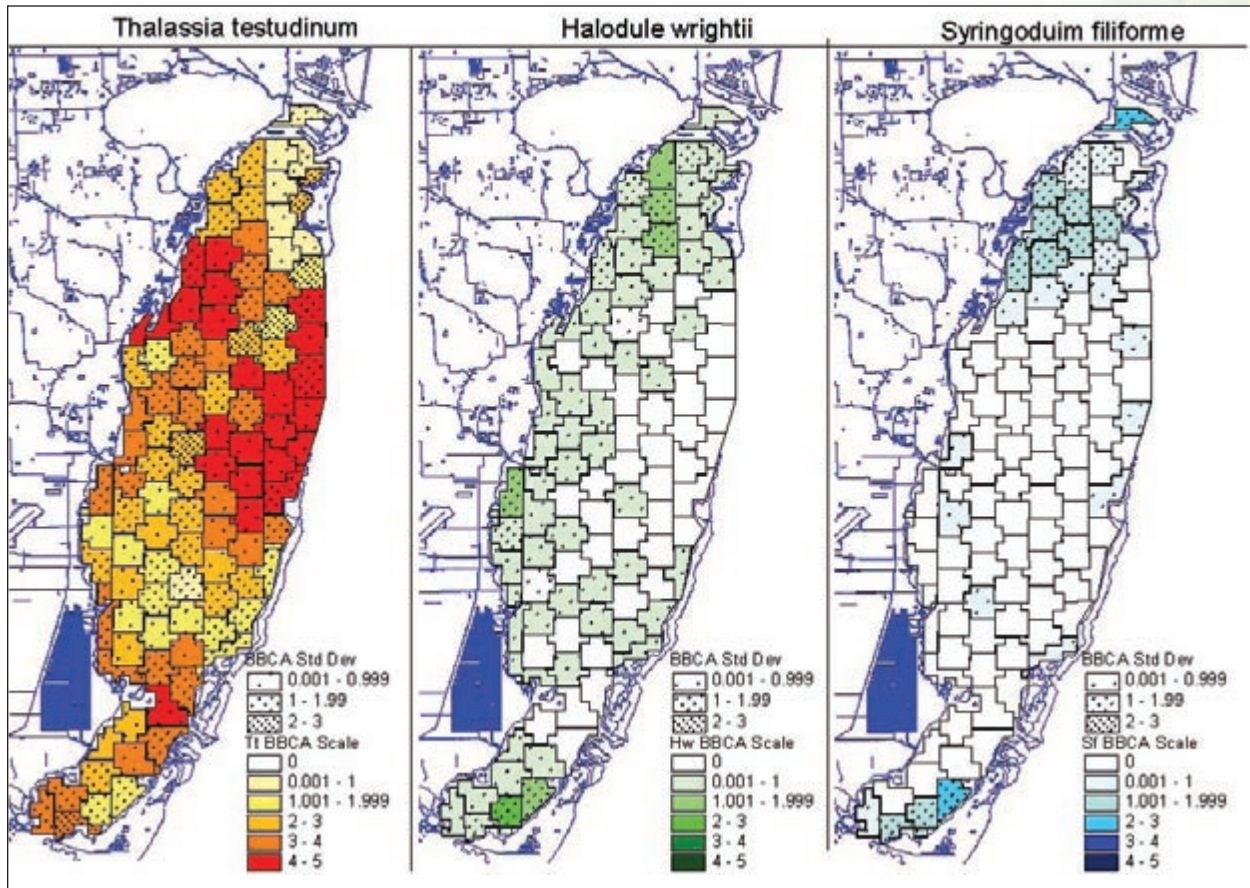 Thalassia testudinum
Halodule wrightii
Syringoduim filiforme
BBCA Std Dev
0.001 - 0.999
1 - 1.99
2 - 3
Tt BBCA Scale
0
0.001 - 1
1.001 - 1.999
2 - 3
3 - 4
4 - 5
BBCA Std Dev
0.001 - 0.999
1 - 1.99
2 - 3
Hw BBCA Scale
0
0.001 - 1
1.001 - 1.999
2 - 3
3 - 4
4 - 5
BBCA Std Dev
0.001 - 0.999
1 - 1.99
2 - 3
Sf BBCA Scale
0
0.001 - 1
1.001 - 1.999
2 - 3
3 - 4
4 - 5